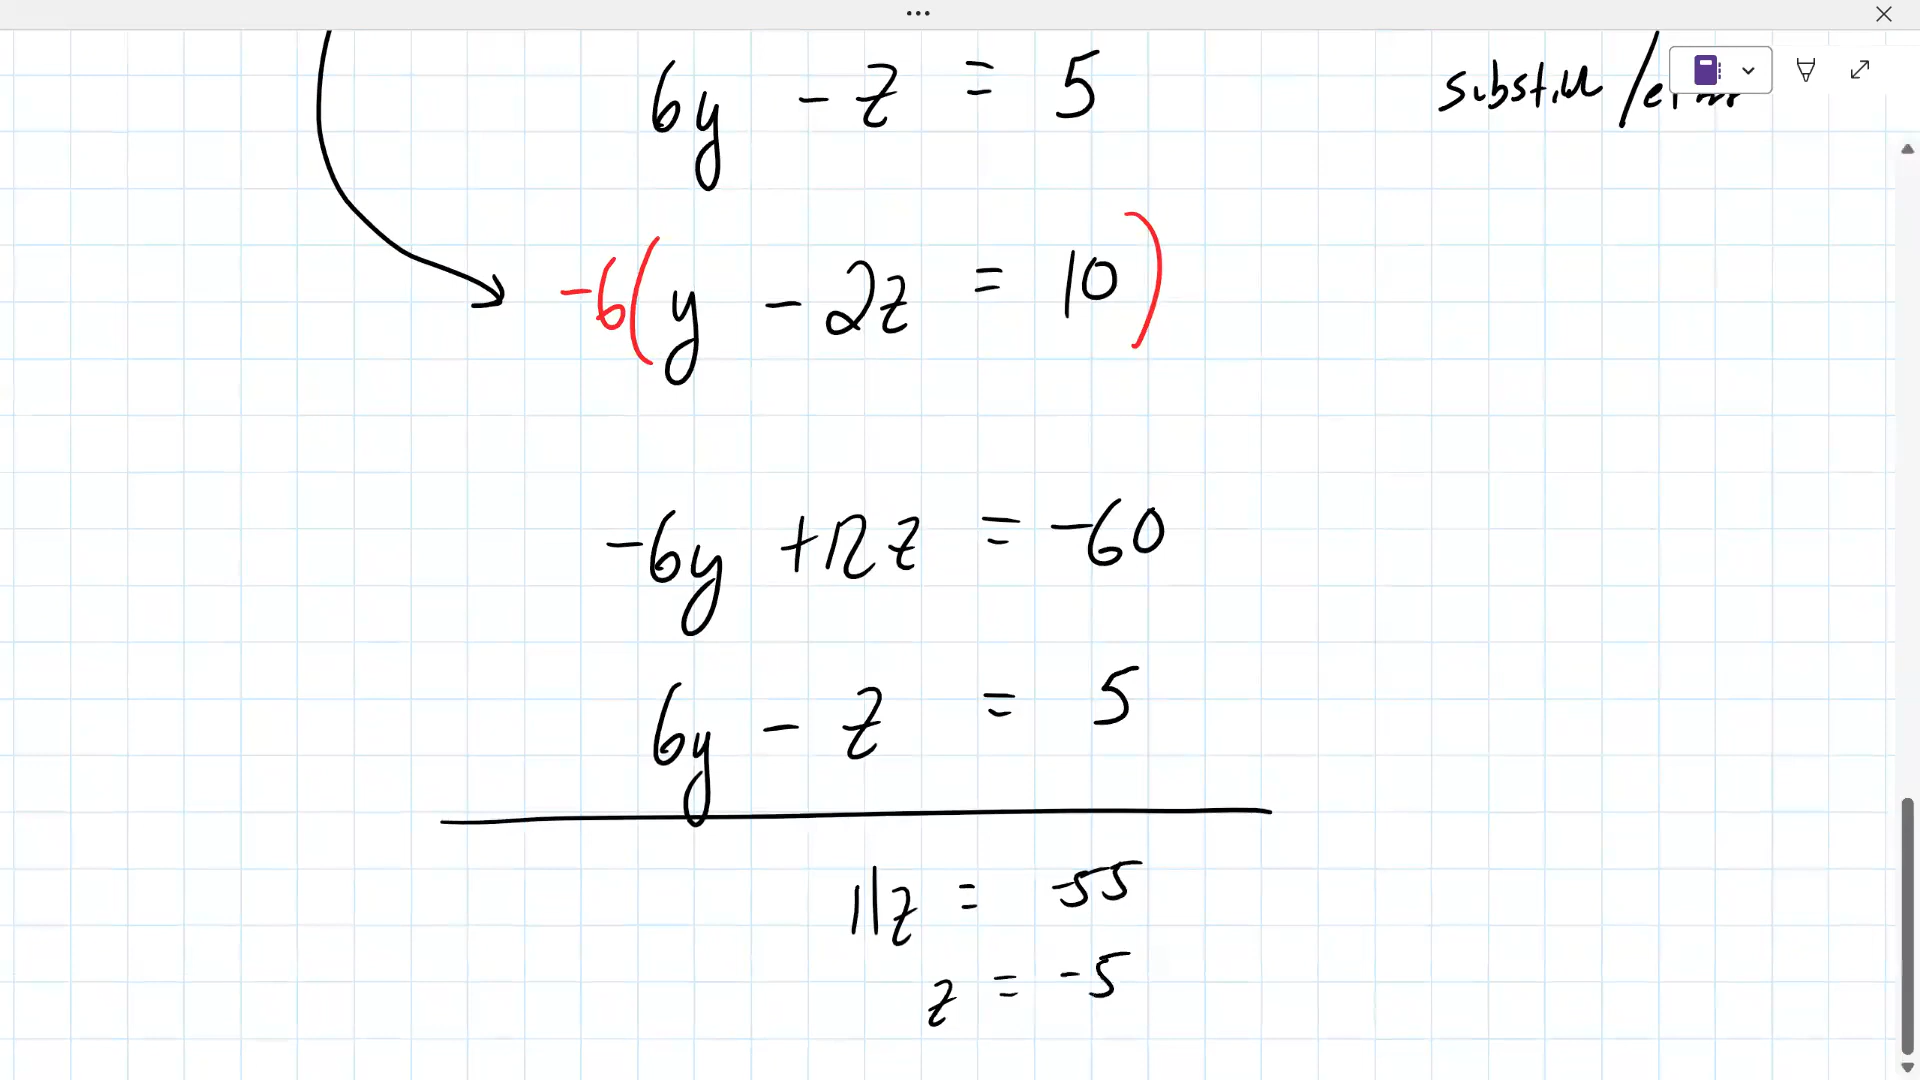 6y - z = 5
-6(y - 2z = 10)
-6y +12z = -60
6y - z = 5
11z = -55
z = -5